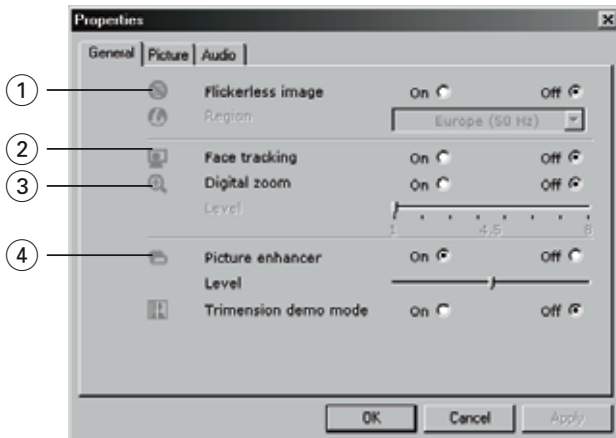 Properties
General Picture Audio
1 Flickerless image On Off
Region Europe (50 Hz)
2 Face tracking On Off
3 Digital zoom On Off
Level
1 4.5 8
4 Picture enhancer On Off
Level
Trimension demo mode On Off
OK Cancel Apply